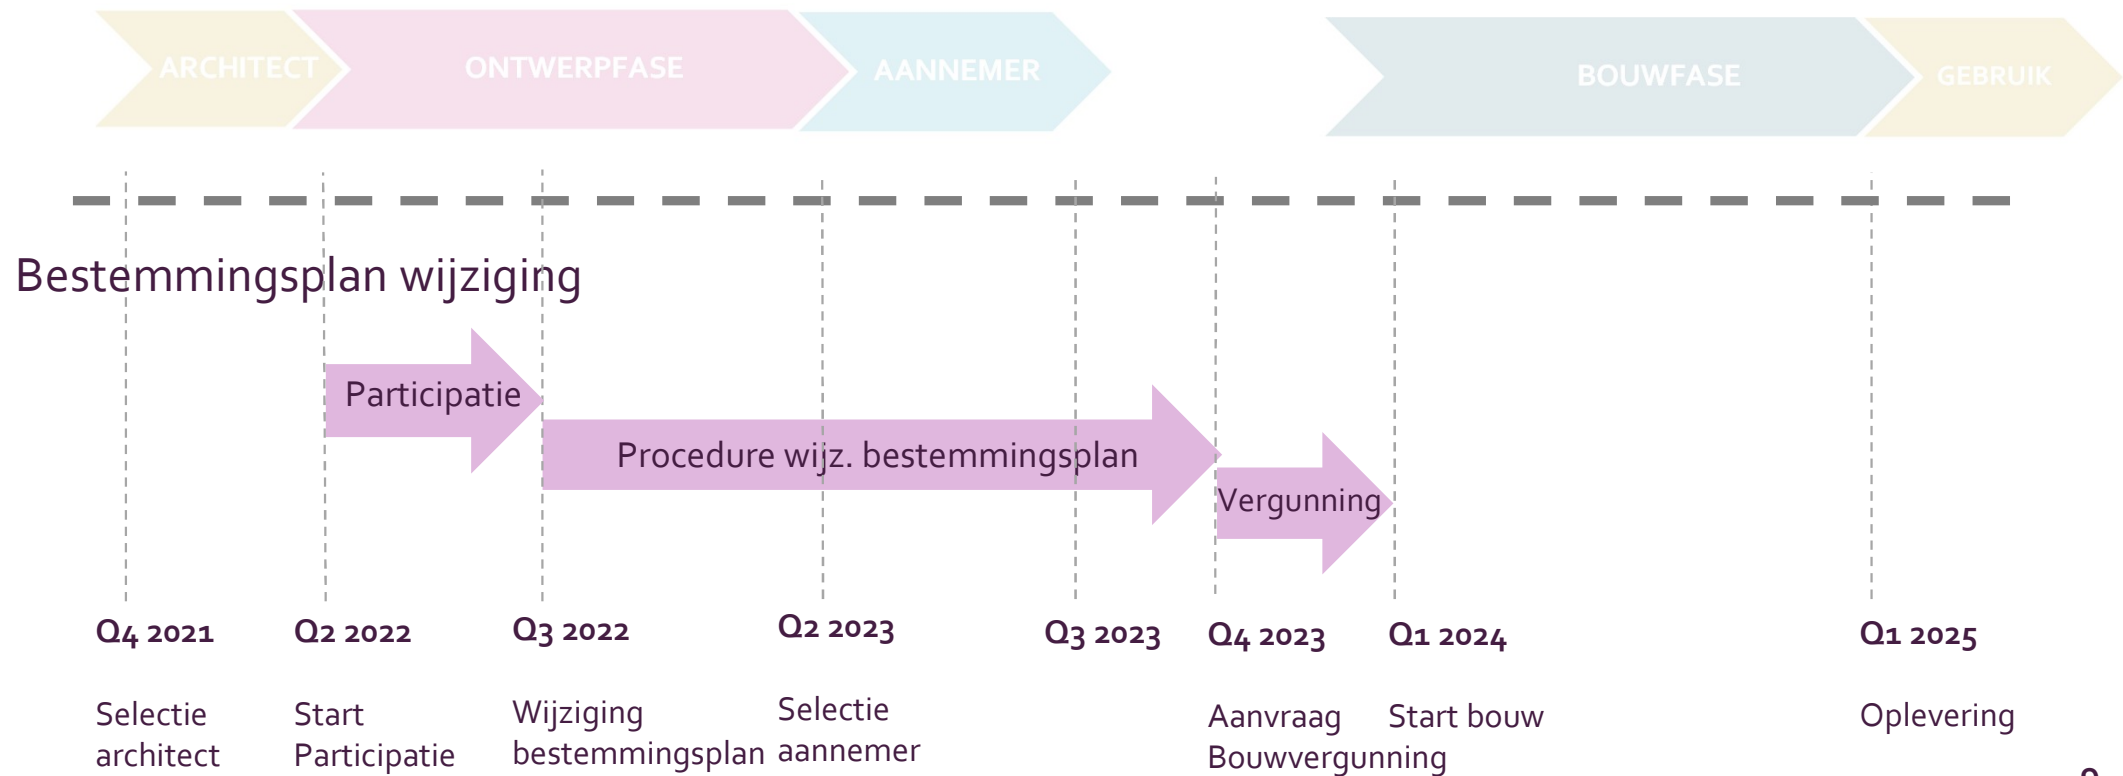 ARCHITECT
ONTWERPFASE
AANNEMER
BOUWFASE
GEBRUIK
Bestemmingsplan wijziging
Participatie
Procedure wijz. bestemmingsplan
Vergunning
Q4 2021
Selectie
architect
Q2 2022
Start
Participatie
Q3 2022
Wijziging
bestemmingsplan
Q2 2023
Selectie
aannemer
Q3 2023
Q4 2023
Aanvraag
Bouwvergunning
Q1 2024
Start bouw
Q1 2025
Oplevering